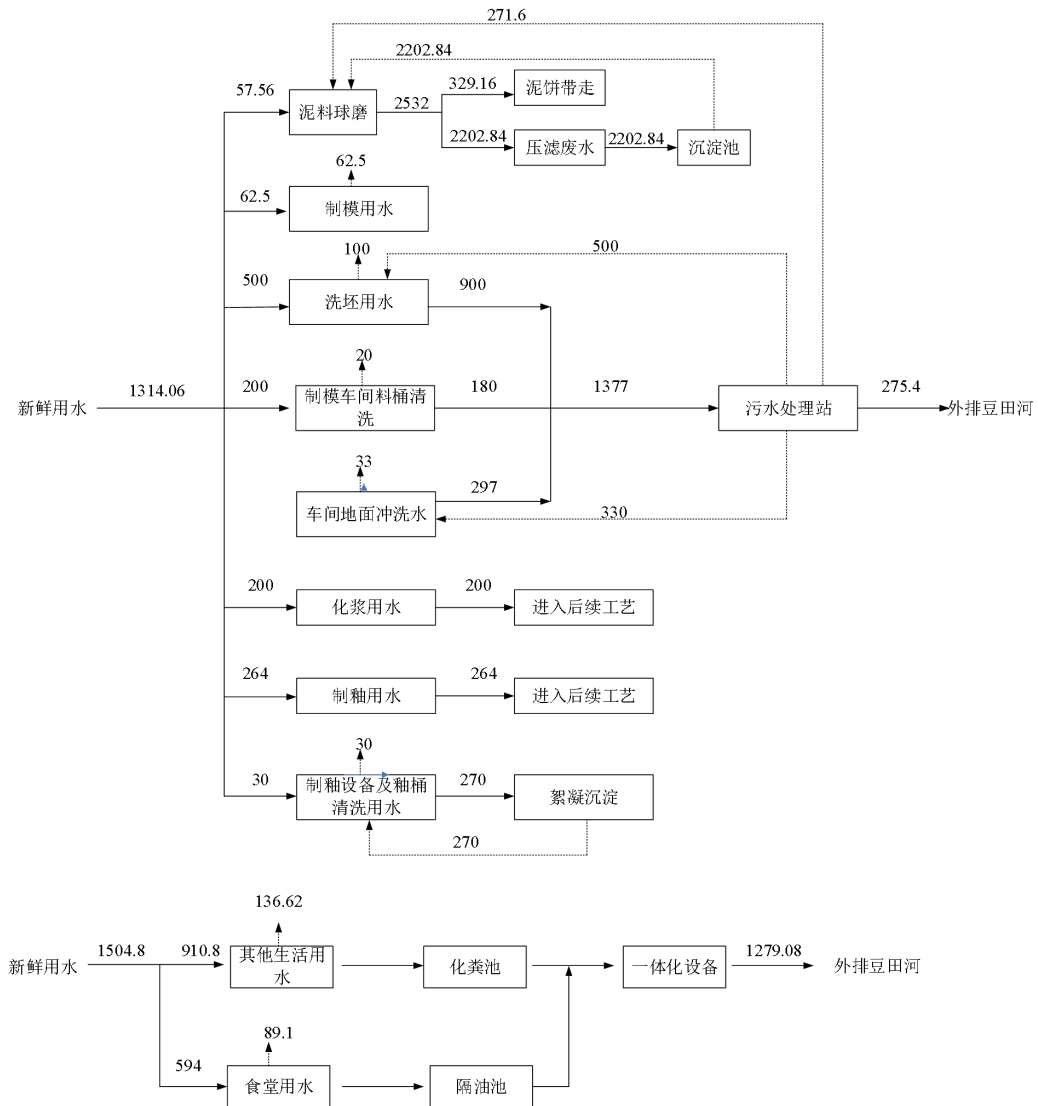 271.6
2202.84
57.56
泥料球磨
2532
329.16
泥饼带走
2202.84
压滤废水
2202.84
沉淀池
62.5
62.5
制模用水
100
500
500
洗坯用水
900
20
新鲜用水
1314.06
200
制模车间料桶清
洗
180
1377
污水处理站
275.4
外排豆田河
33
车间地面冲洗水
297
330
200
化浆用水
200
进入后续工艺
264
制釉用水
264
进入后续工艺
30
30
制釉设备及釉桶
清洗用水
270
絮凝沉淀
270
136.62
新鲜用水
1504.8
910.8
其他生活用
水
化粪池
一体化设备
1279.08
外排豆田河
89.1
594
食堂用水
隔油池